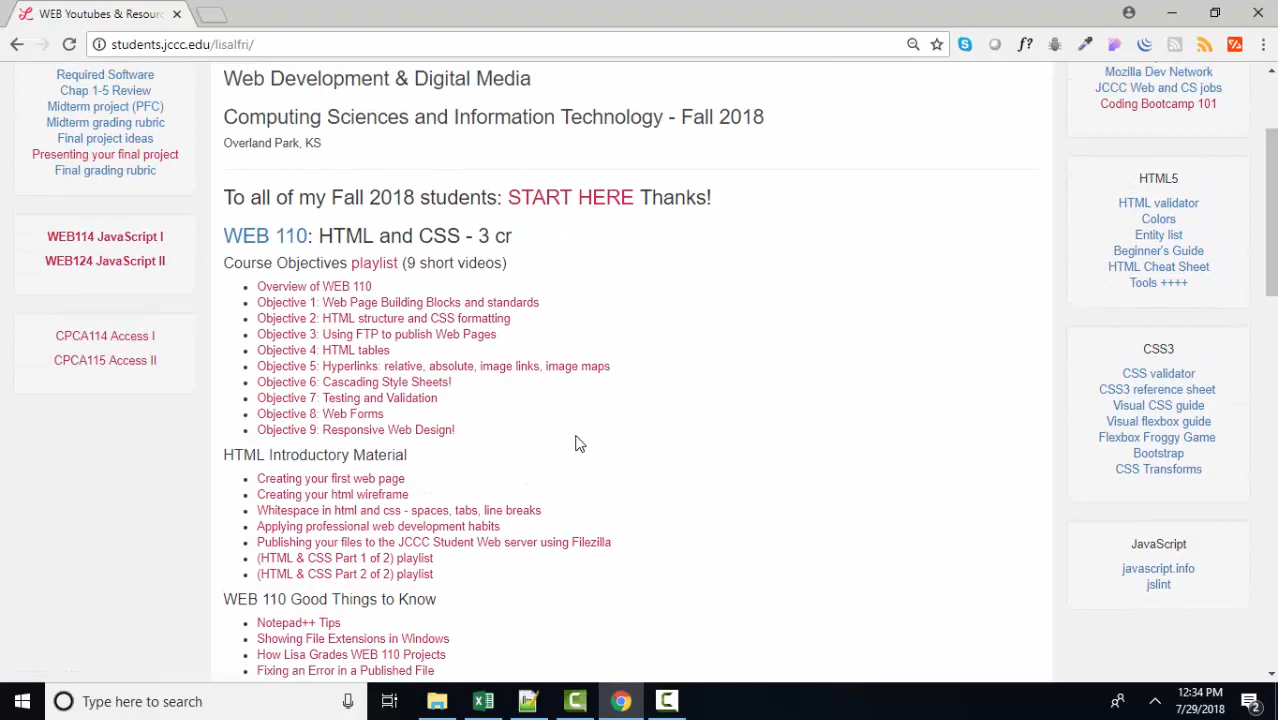 WEB Youtubes & Resour
students.jccc.edu/lisalfri/
Required Software
Chap 1-5 Review
Midterm project (PFC)
Midterm grading rubric
Final project ideas
Presenting your final project
Final grading rubric
WEB114 JavaScript I
WEB124 JavaScript II
CPCA114 Access I
CPCA115 Access II
Web Development & Digital Media
Computing Sciences and Information Technology - Fall 2018
Overland Park, KS
To all of my Fall 2018 students: START HERE Thanks!
WEB 110: HTML and CSS - 3 cr
Course Objectives playlist (9 short videos)
Overview of WEB 110
Objective 1: Web Page Building Blocks and standards
Objective 2: HTML structure and CSS formatting
Objective 3: Using FTP to publish Web Pages
Objective 4: HTML tables
Objective 5: Hyperlinks: relative, absolute, image links, image maps
Objective 6: Cascading Style Sheets!
Objective 7: Testing and Validation
Objective 8: Web Forms
Objective 9: Responsive Web Design!
HTML Introductory Material
Creating your first web page
Creating your html wireframe
Whitespace in html and css - spaces, tabs, line breaks
Applying professional web development habits
Publishing your files to the JCCC Student Web server using Filezilla
(HTML & CSS Part 1 of 2) playlist
(HTML & CSS Part 2 of 2) playlist
WEB 110 Good Things to Know
Notepad++ Tips
Showing File Extensions in Windows
How Lisa Grades WEB 110 Projects
Fixing an Error in a Published File
Mozilla Dev Network
JCCC Web and CS jobs
Coding Bootcamp 101
HTML5
HTML validator
Colors
Entity list
Beginner's Guide
HTML Cheat Sheet
Tools ++++
CSS3
CSS validator
CSS3 reference sheet
Visual CSS guide
Visual flexbox guide
Flexbox Froggy Game
Bootstrap
CSS Transforms
JavaScript
javascript.info
jslint
Type here to search
12:34 PM
7/29/2018
2